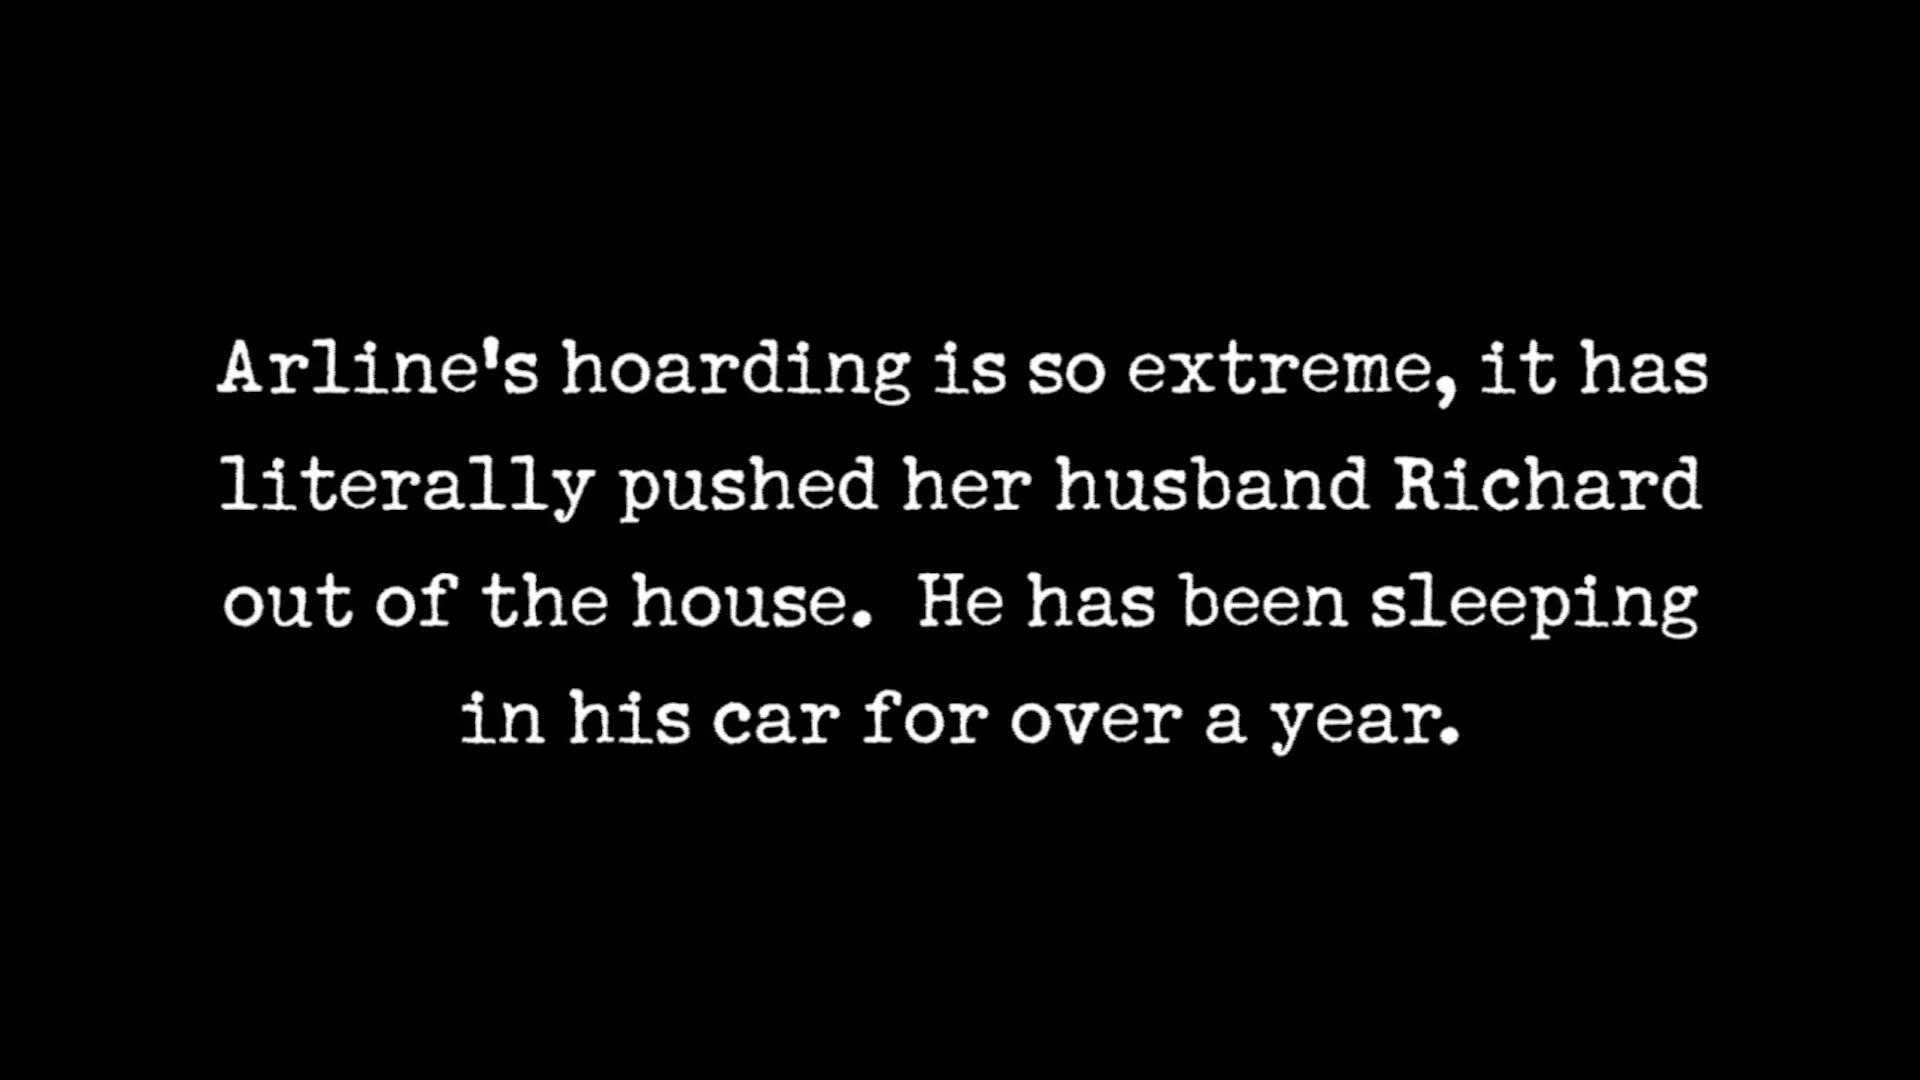 Arline's hoarding is so extreme, it has
literally pushed her husband Richard
out of the house.  He has been sleeping
in his car for over a year.